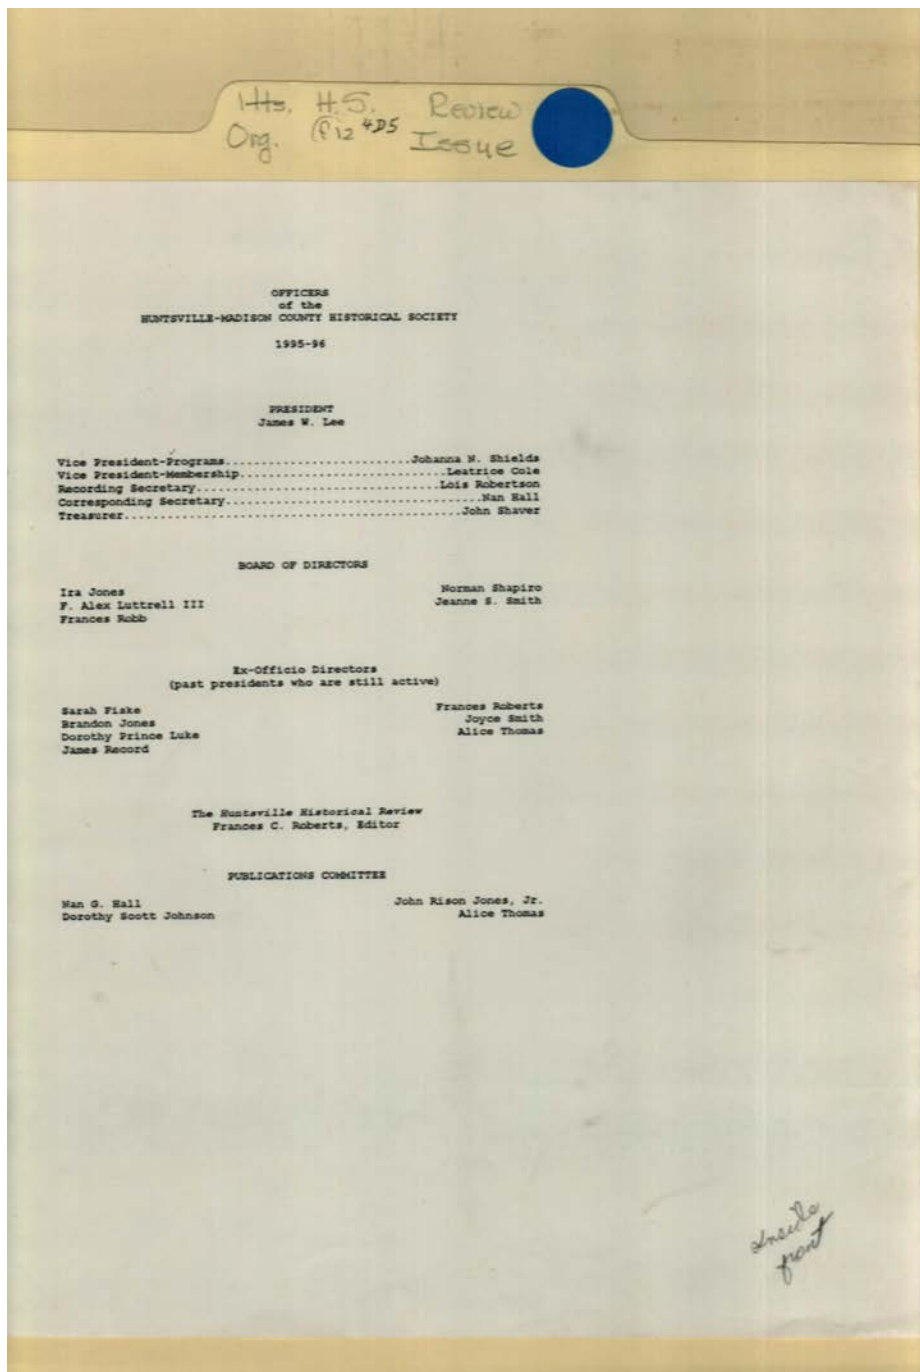 Hts. H.S. Review
Org. f12 4D5 Issue
OFFICERS
of the
HUNTSVILLE-MADISON COUNTY HISTORICAL SOCIETY
1995-96
PRESIDENT
James W. Lee
Vice President-Programs..........................Johanna N. Shields
Vice President-Membership.............................Leatrice Cole
Recording Secretary..................................Lois Robertson
Corresponding Secretary....................................Nan Hall
Treasurer...............................................John Shaver
BOARD OF DIRECTORS
Ira Jones Norman Shapiro
F. Alex Luttrell III Jeanne S. Smith
Frances Robb
Ex-Officio Directors
(past presidents who are still active)
Sarah Fiske Frances Roberts
Brandon Jones Joyce Smith
Dorothy Prince Luke Alice Thomas
James Record
The Huntsville Historical Review
Frances C. Roberts, Editor
PUBLICATIONS COMMITTEE
Nan G. Hall John Rison Jones, Jr.
Dorothy Scott Johnson Alice Thomas
Inside
front